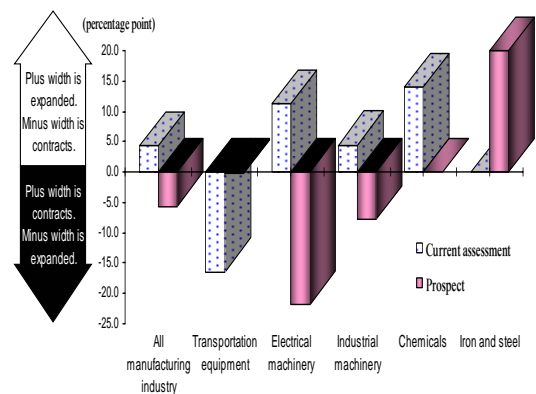 (percentage point)
Plus width is
expanded.
Minus width is
contracts.
Plus width is
contracts.
Minus width is
expanded.
20.0
15.0
10.0
5.0
0.0
-5.0
-10.0
-15.0
-20.0
-25.0
Current assessment
Prospect
All
manufacturing
industry
Transportation
equipment
Electrical
machinery
Industrial
machinery
Chemicals
Iron and steel